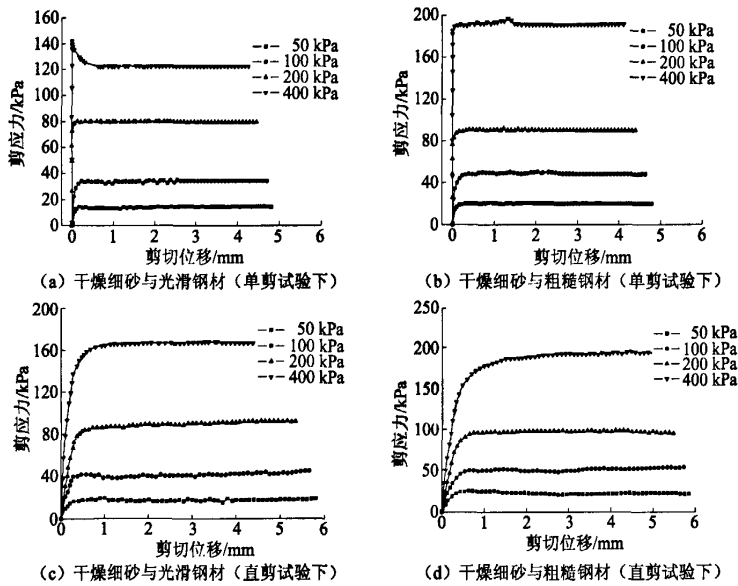 160
140
120
100
80
60
40
20
0
剪应力/kPa
50 kPa
100 kPa
200 kPa
400 kPa
0 1 2 3 4 5 6
剪切位移/mm
(a) 干燥细砂与光滑钢材（单剪试验下）
200
160
120
80
40
0
剪应力/kPa
50 kPa
100 kPa
200 kPa
400 kPa
0 1 2 3 4 5 6
剪切位移/mm
(b) 干燥细砂与粗糙钢材（单剪试验下）
200
160
120
80
40
0
剪应力/kPa
50 kPa
100 kPa
200 kPa
400 kPa
0 1 2 3 4 5 6
剪切位移/mm
(c) 干燥细砂与光滑钢材（直剪试验下）
250
200
150
100
50
0
剪应力/kPa
50 kPa
100 kPa
200 kPa
400 kPa
0 1 2 3 4 5 6
剪切位移/mm
(d) 干燥细砂与粗糙钢材（直剪试验下）